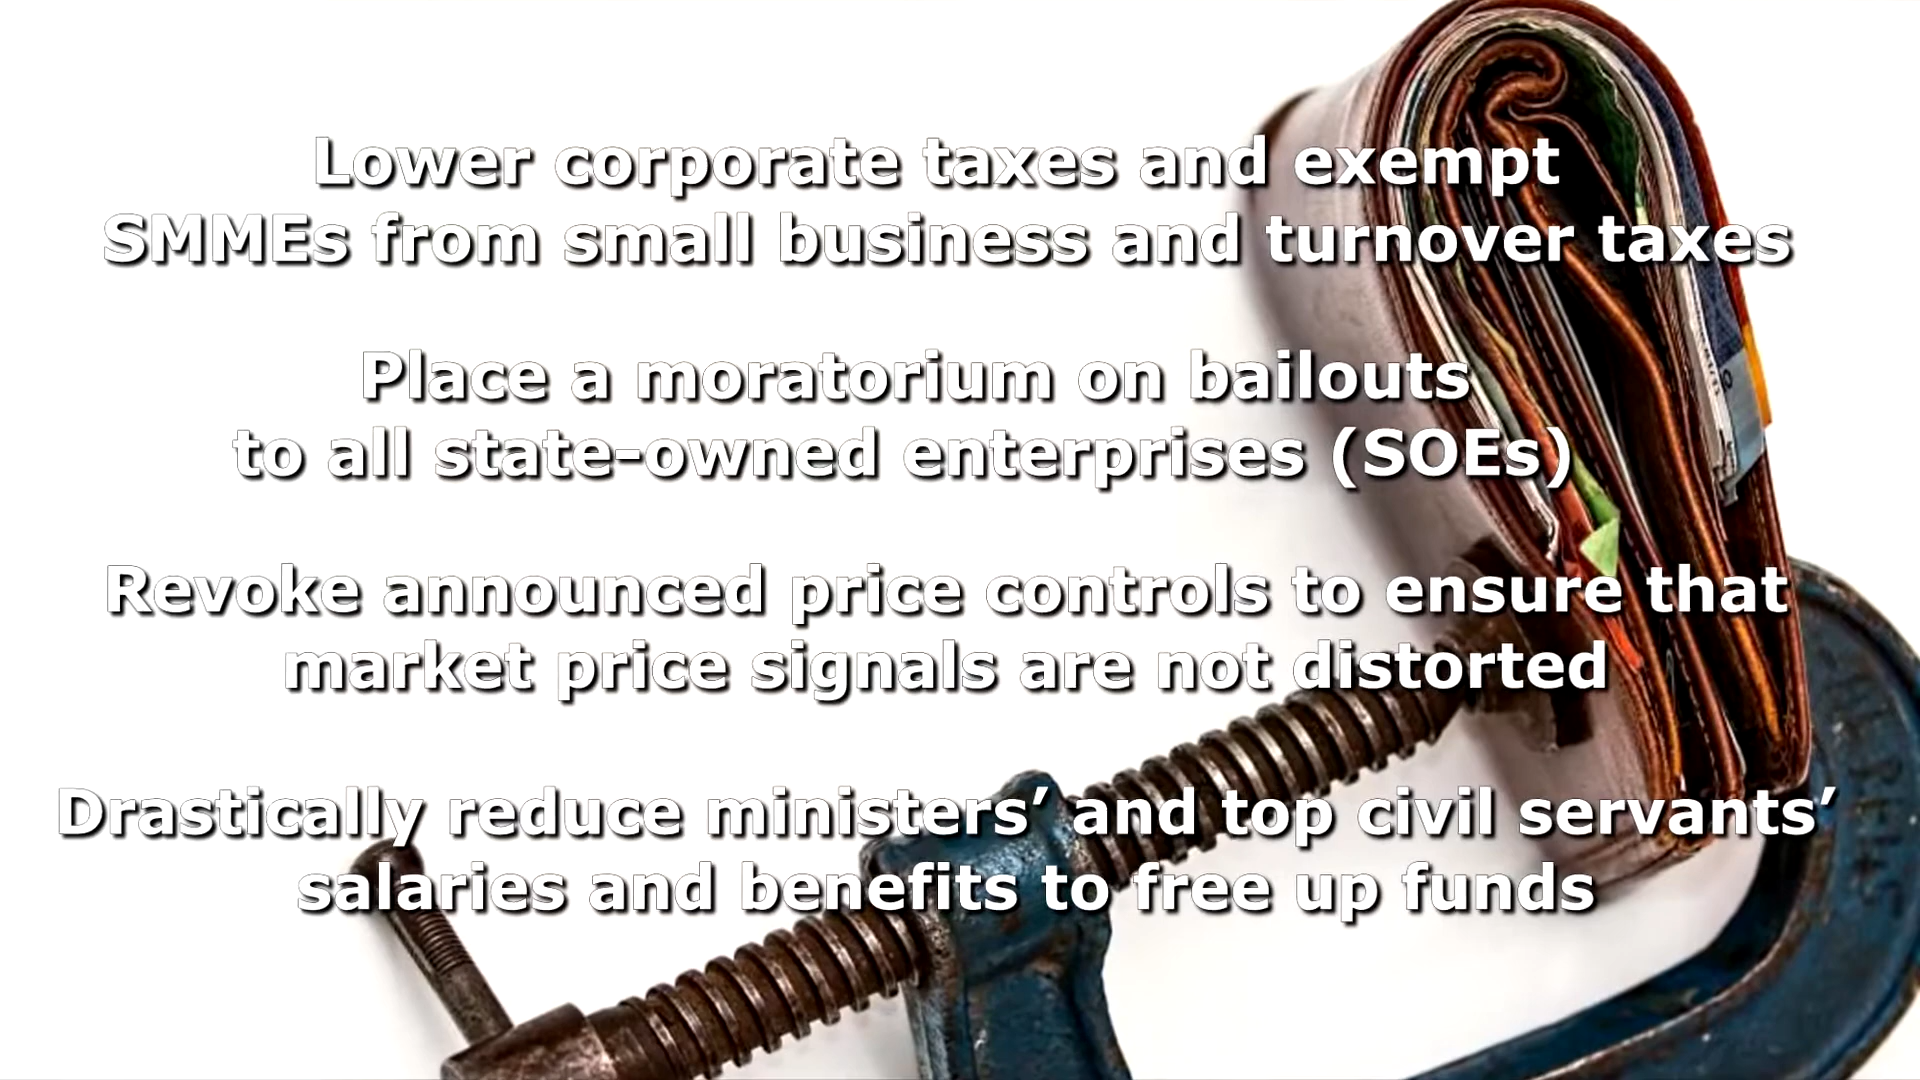 Lower corporate taxes and exempt
SMMEs from small business and turnover taxes
Place a moratorium on bailouts
to all state-owned enterprises (SOEs)
Revoke announced price controls to ensure that
market price signals are not distorted
Drastically reduce ministers’ and top civil servants’
salaries and benefits to free up funds